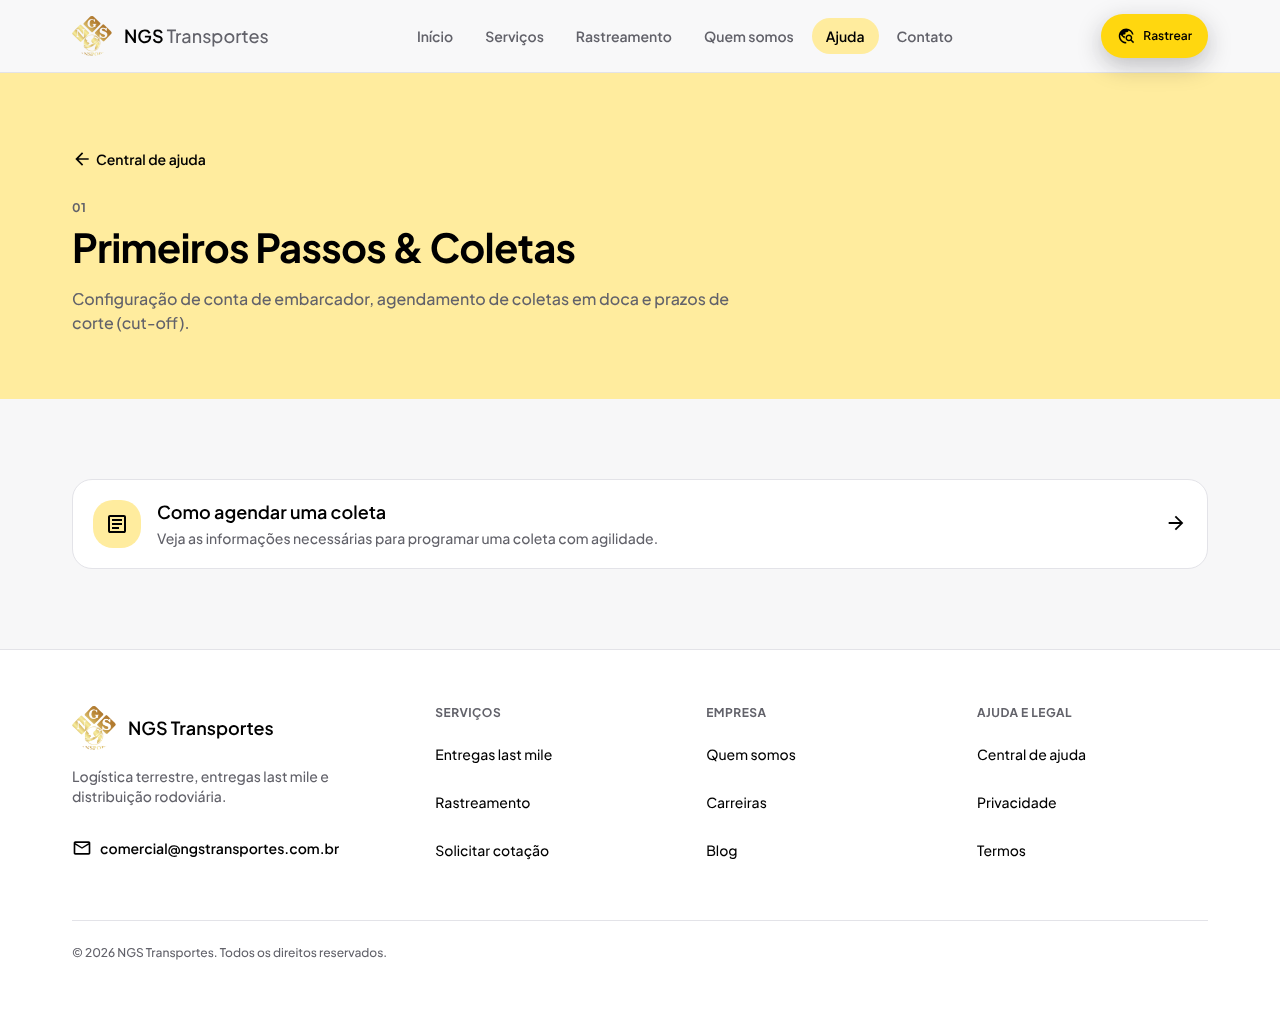 NGS Transportes
Início
Serviços
Rastreamento
Quem somos
Ajuda
Contato
Rastrear
Central de ajuda
01
Primeiros Passos & Coletas
Configuração de conta de embarcador, agendamento de coletas em doca e prazos de
corte (cut-off).
Como agendar uma coleta
Veja as informações necessárias para programar uma coleta com agilidade.
NGS
NGS Transportes
Logística terrestre, entregas last mile e
distribuição rodoviária.
comercial@ngstransportes.com.br
SERVIÇOS
Entregas last mile
Rastreamento
Solicitar cotação
EMPRESA
Quem somos
Carreiras
Blog
AJUDA E LEGAL
Central de ajuda
Privacidade
Termos
© 2026 NGS Transportes. Todos os direitos reservados.